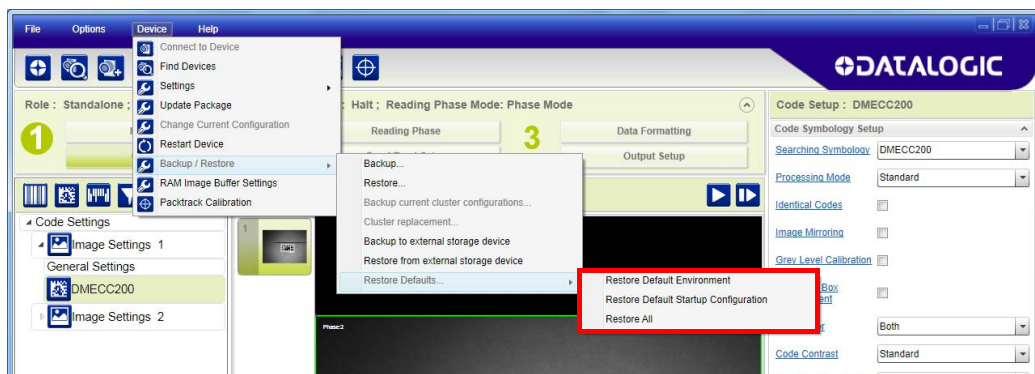 File Options Device Help
Connect to Device
Find Devices
Settings
Update Package
Change Current Configuration
Restart Device
Backup / Restore
RAM Image Buffer Settings
Packtrack Calibration
DATALOGIC
Role : Standalone ; : Halt ; Reading Phase Mode: Phase Mode
1
Reading Phase
3
Data Formatting
Output Setup
Backup...
Restore...
Backup current cluster configurations...
Cluster replacement...
Backup to external storage device
Restore from external storage device
Restore Defaults...
Restore Default Environment
Restore Default Startup Configuration
Restore All
Code Settings
Image Settings 1
General Settings
DMECC200
Image Settings 2
1
Phase:2
Code Setup : DMECC200
Code Symbology Setup
Searching Symbology DMECC200
Processing Mode Standard
Identical Codes
Image Mirroring
Grey Level Calibration
Box
Both
Code Contrast Standard